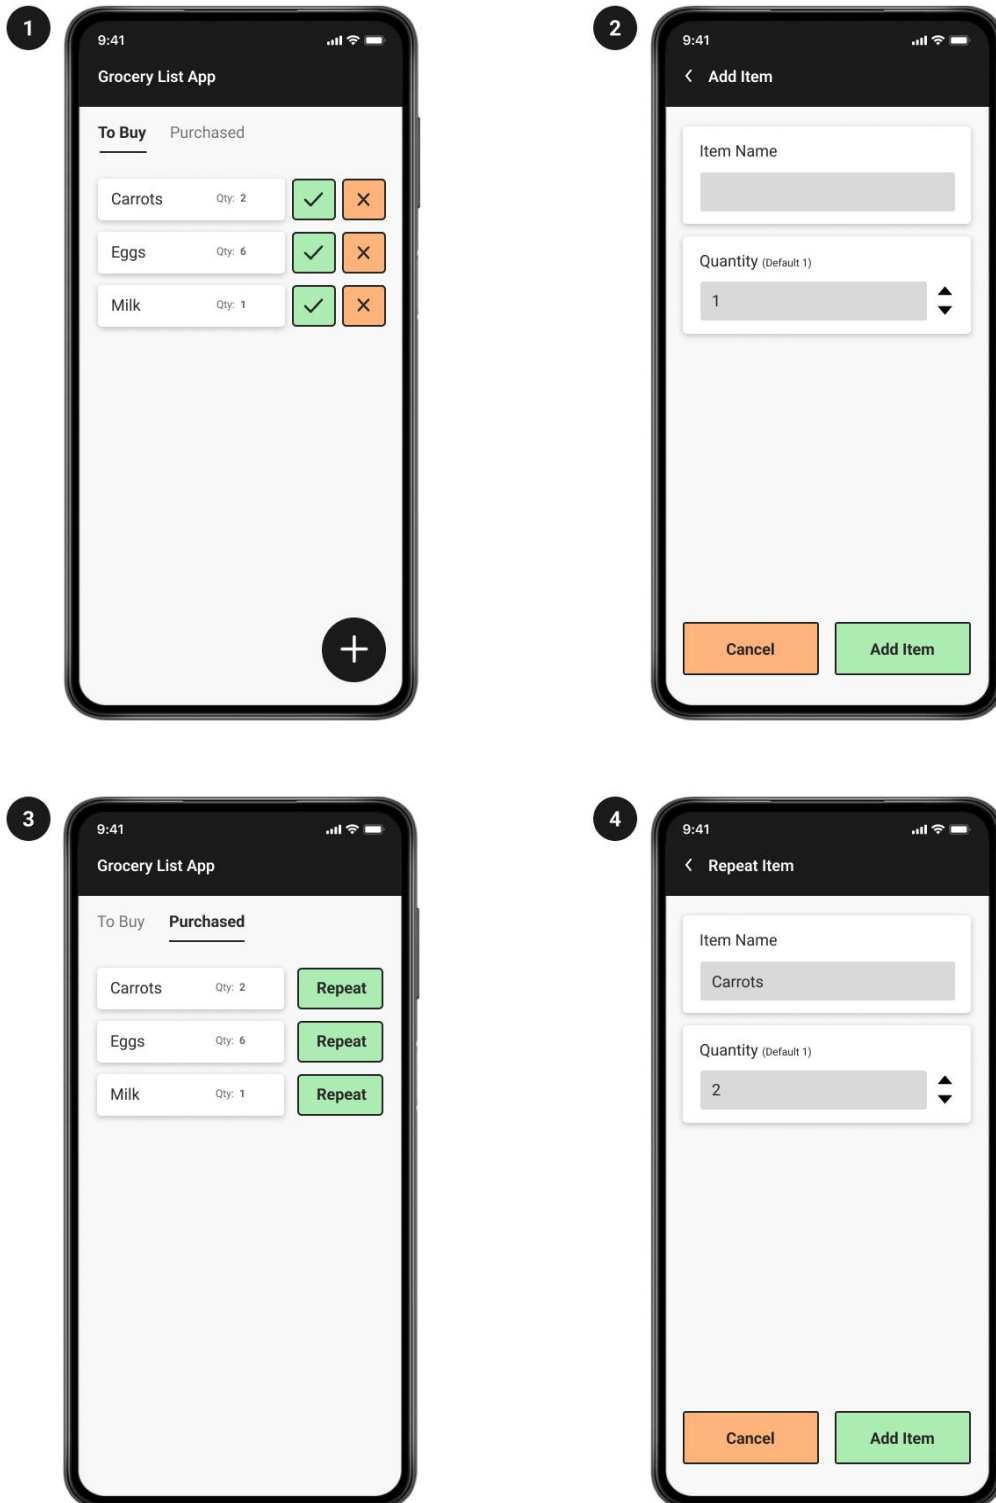 1
9:41
Grocery List App
To Buy Purchased
Carrots Qty: 2
Eggs Qty: 6
Milk Qty: 1
2
9:41
Add Item
Item Name
Quantity (Default 1)
1
Cancel Add Item
3
9:41
Grocery List App
To Buy Purchased
Carrots Qty: 2 Repeat
Eggs Qty: 6 Repeat
Milk Qty: 1 Repeat
4
9:41
Repeat Item
Item Name
Carrots
Quantity (Default 1)
2
Cancel Add Item